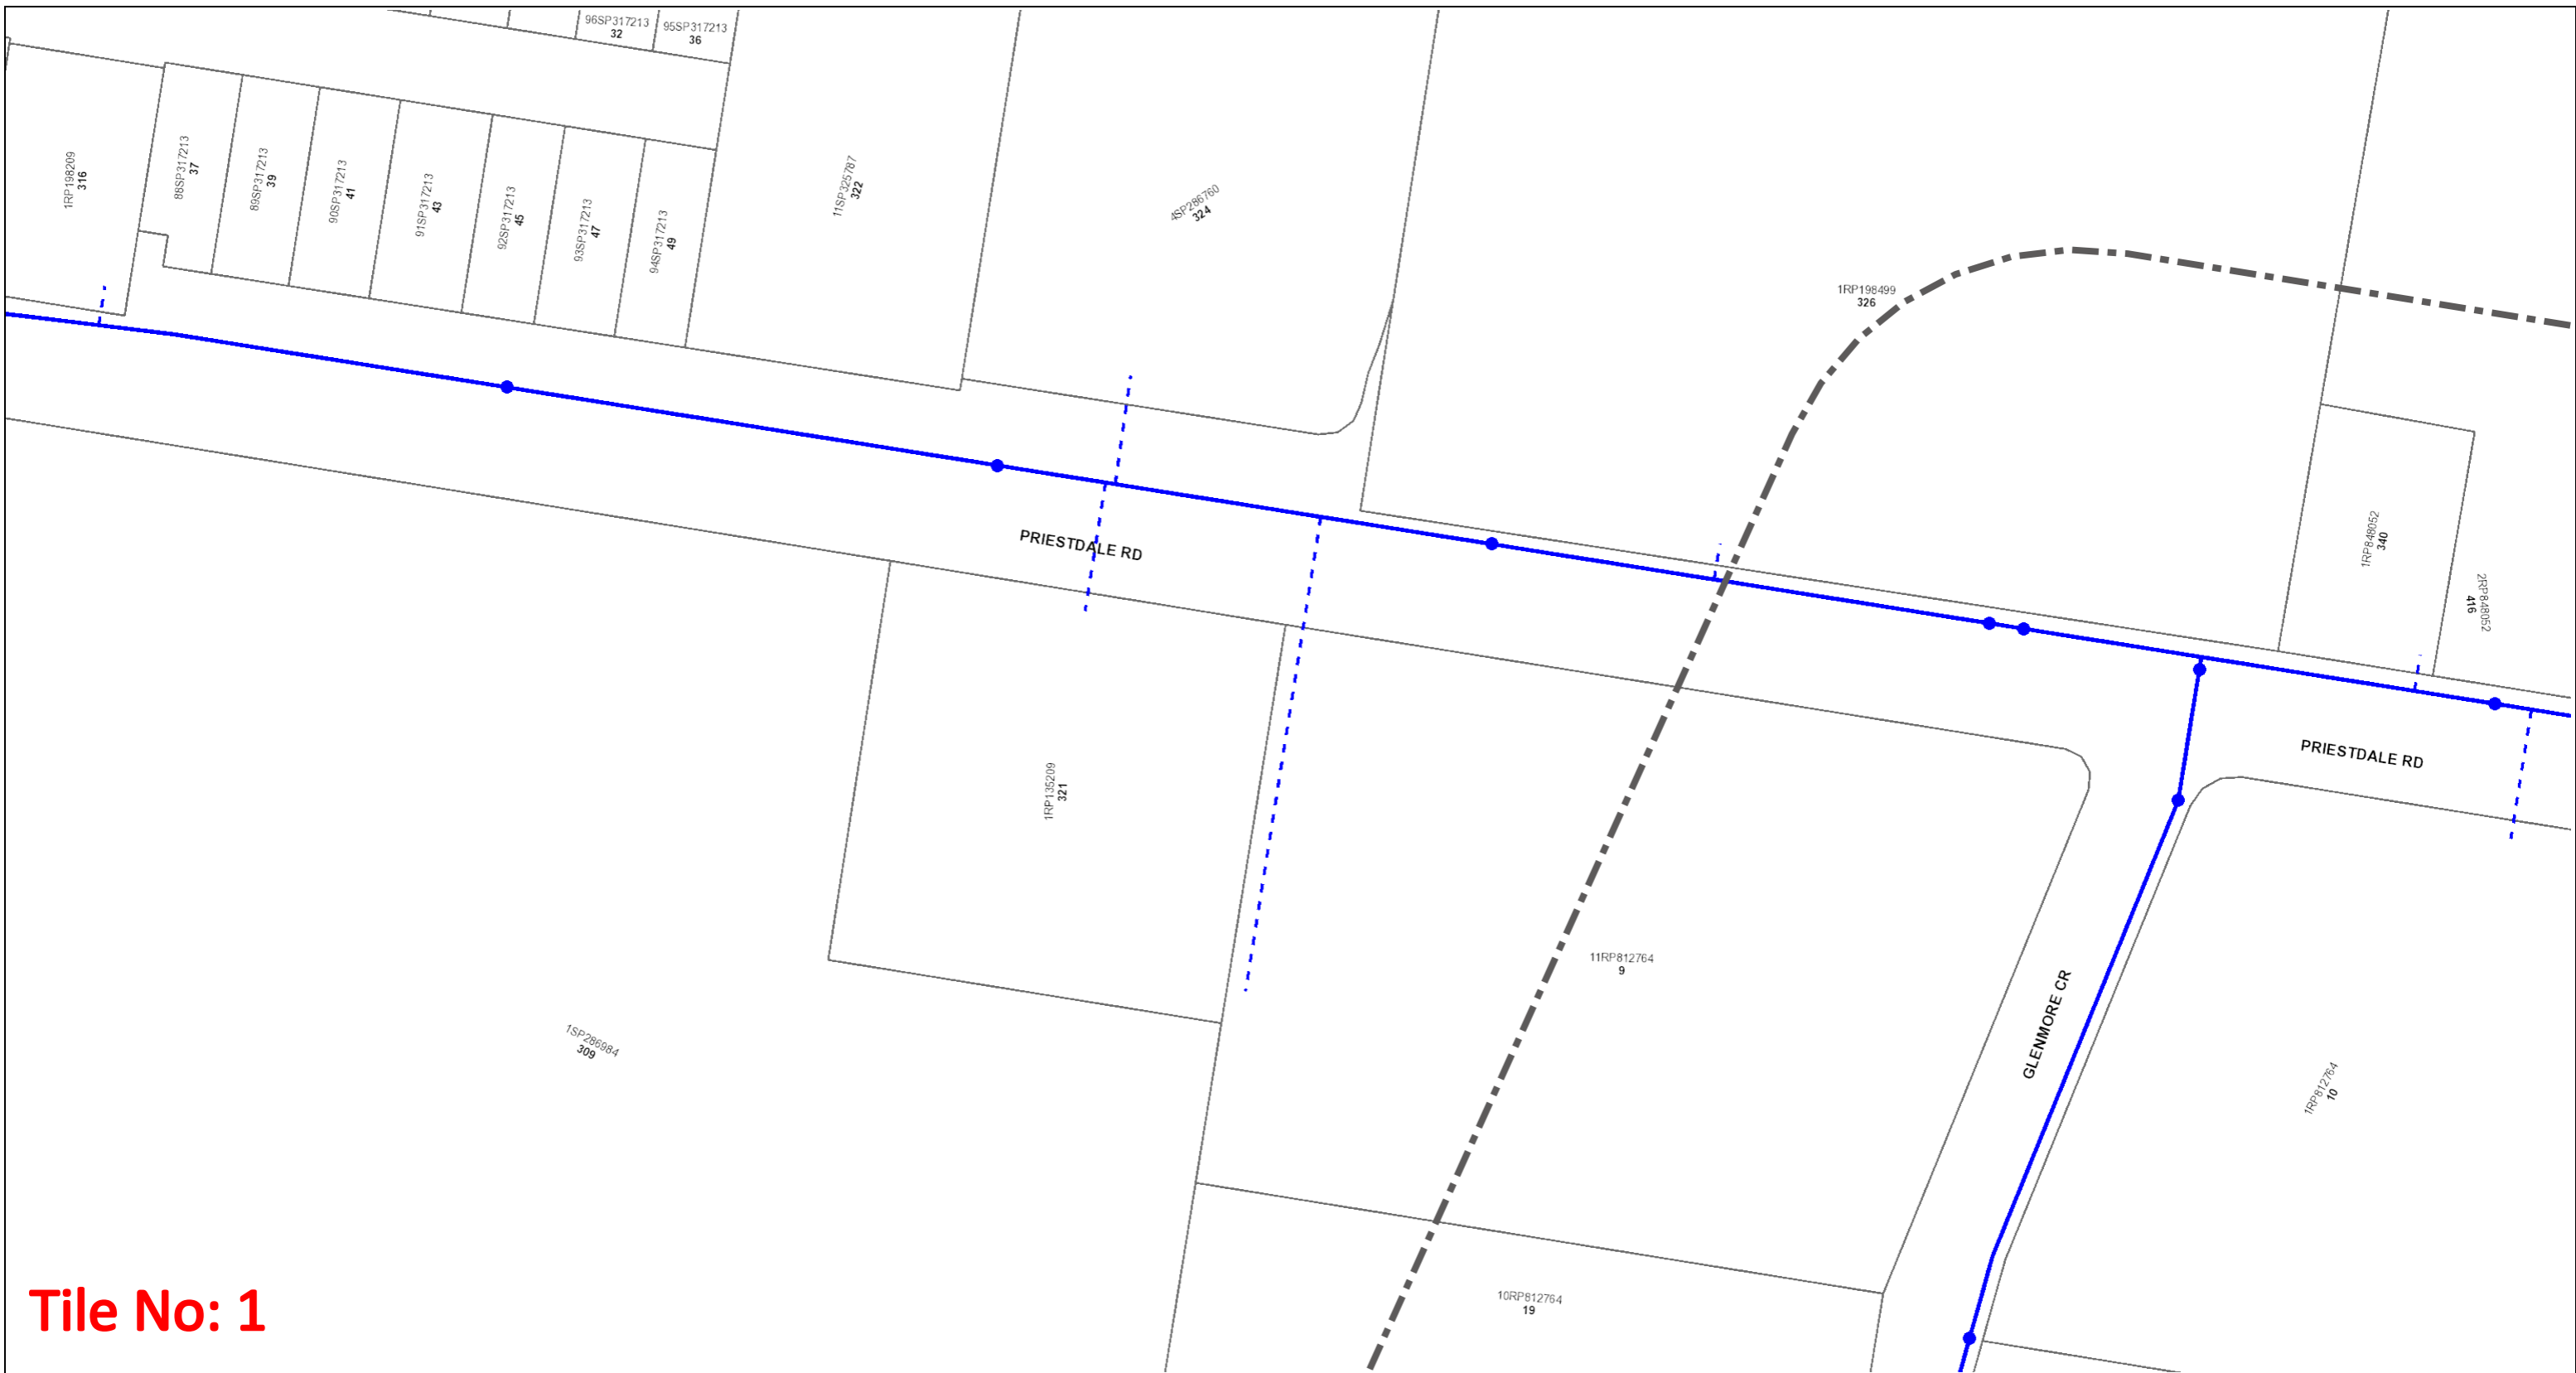 96SP317213
32
95SP317213
36
1RP198209
316
88SP317213
37
89SP317213
39
90SP317213
41
91SP317213
43
92SP317213
45
93SP317213
47
94SP317213
49
11SP325787
322
4SP286760
324
1RP198499
326
1RP848052
340
2RP848052
416
PRIESTDALE RD
PRIESTDALE RD
1RP135209
321
11RP812764
9
GLENMORE CR
1SP286984
309
1RP812764
10
10RP812764
19
Tile No: 1